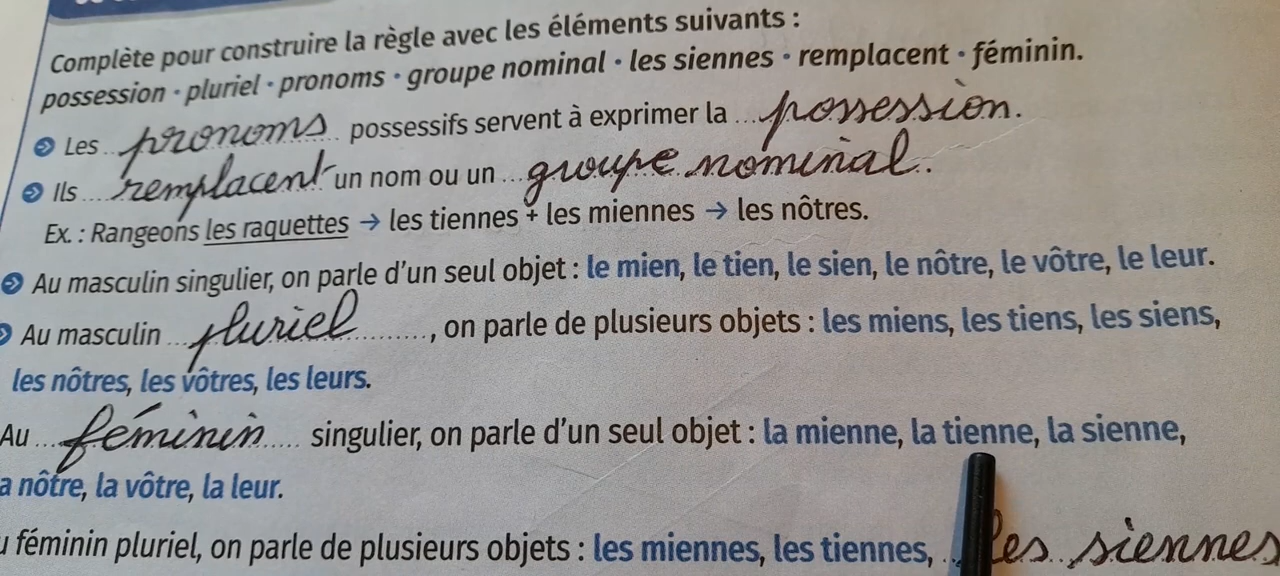 Complète pour construire la règle avec les éléments suivants :
possession • pluriel • pronoms • groupe nominal • les siennes • remplacent • féminin.
Les pronoms possessifs servent à exprimer la possession.
Ils remplacent un nom ou un groupe nominal.
Ex. : Rangeons les raquettes → les tiennes + les miennes → les nôtres.
Au masculin singulier, on parle d'un seul objet : le mien, le tien, le sien, le nôtre, le vôtre, le leur.
Au masculin pluriel, on parle de plusieurs objets : les miens, les tiens, les siens,
les nôtres, les vôtres, les leurs.
Au féminin singulier, on parle d'un seul objet : la mienne, la tienne, la sienne,
a nôtre, la vôtre, la leur.
u féminin pluriel, on parle de plusieurs objets : les miennes, les tiennes, les siennes